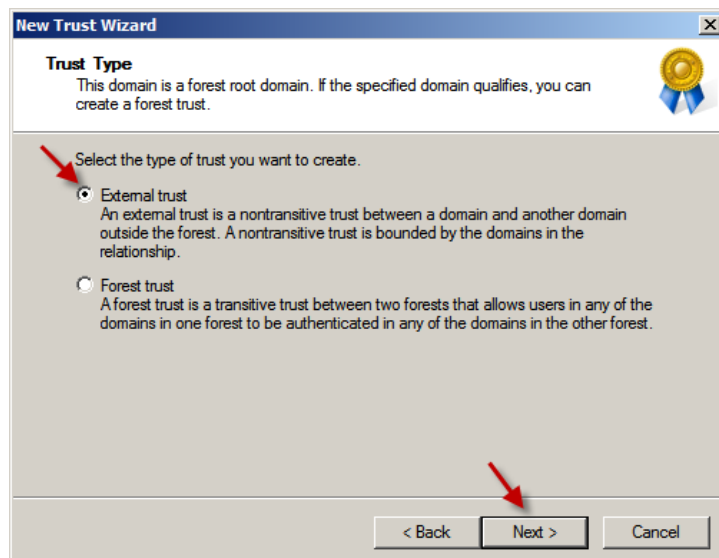 New Trust Wizard
Trust Type
This domain is a forest root domain. If the specified domain qualifies, you can
create a forest trust.
Select the type of trust you want to create.
External trust
An external trust is a nontransitive trust between a domain and another domain
outside the forest. A nontransitive trust is bounded by the domains in the
relationship.
Forest trust
A forest trust is a transitive trust between two forests that allows users in any of the
domains in one forest to be authenticated in any of the domains in the other forest.
< Back
Next >
Cancel